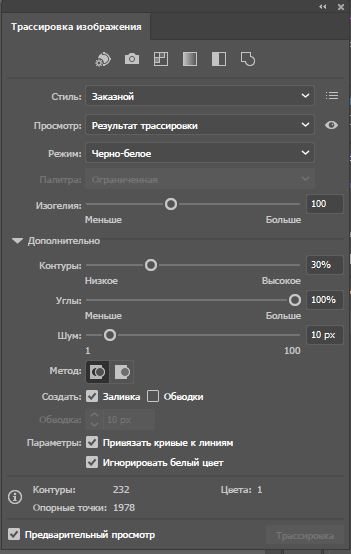 Трассировка изображения
Стиль: Заказной
Просмотр: Результат трассировки
Режим: Черно-белое
Палитра: Ограниченная
Изогелия: 100
Меньше Больше
Дополнительно
Контуры: 30%
Низкое Высокое
Углы: 100%
Меньше Больше
Шум: 10 px
1 100
Метод:
Создать: Заливка Обводки
Обводка: 10 px
Параметры: Привязать кривые к линиям
Игнорировать белый цвет
Контуры: 232 Цвета: 1
Опорные точки: 1978
Предварительный просмотр Трассировка